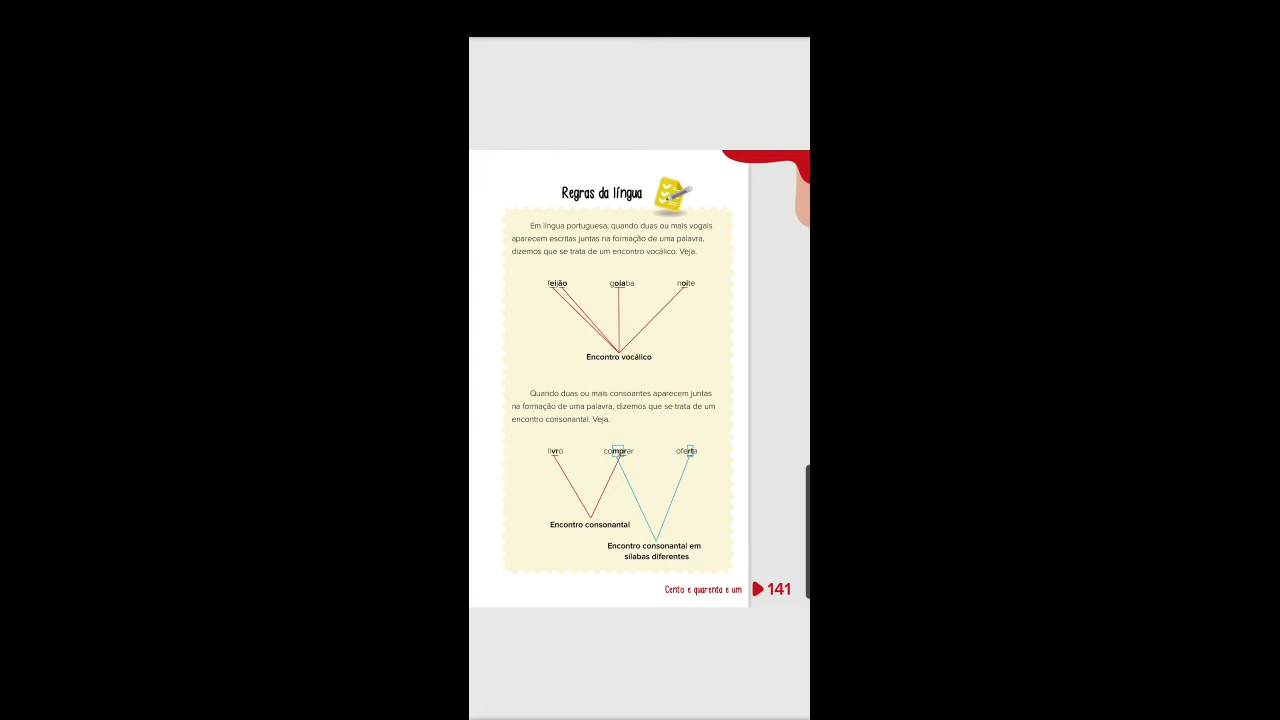 Regras da língua
Em língua portuguesa, quando duas ou mais vogais
aparecem escritas juntas na formação de uma palavra,
dizemos que se trata de um encontro vocálico. Veja.
feijão goiaba noite
Encontro vocálico
Quando duas ou mais consoantes aparecem juntas
na formação de uma palavra, dizemos que se trata de um
encontro consonantal. Veja.
livro comprar oferta
Encontro consonantal
Encontro consonantal em
sílabas diferentes
Cento e quarenta e um 141